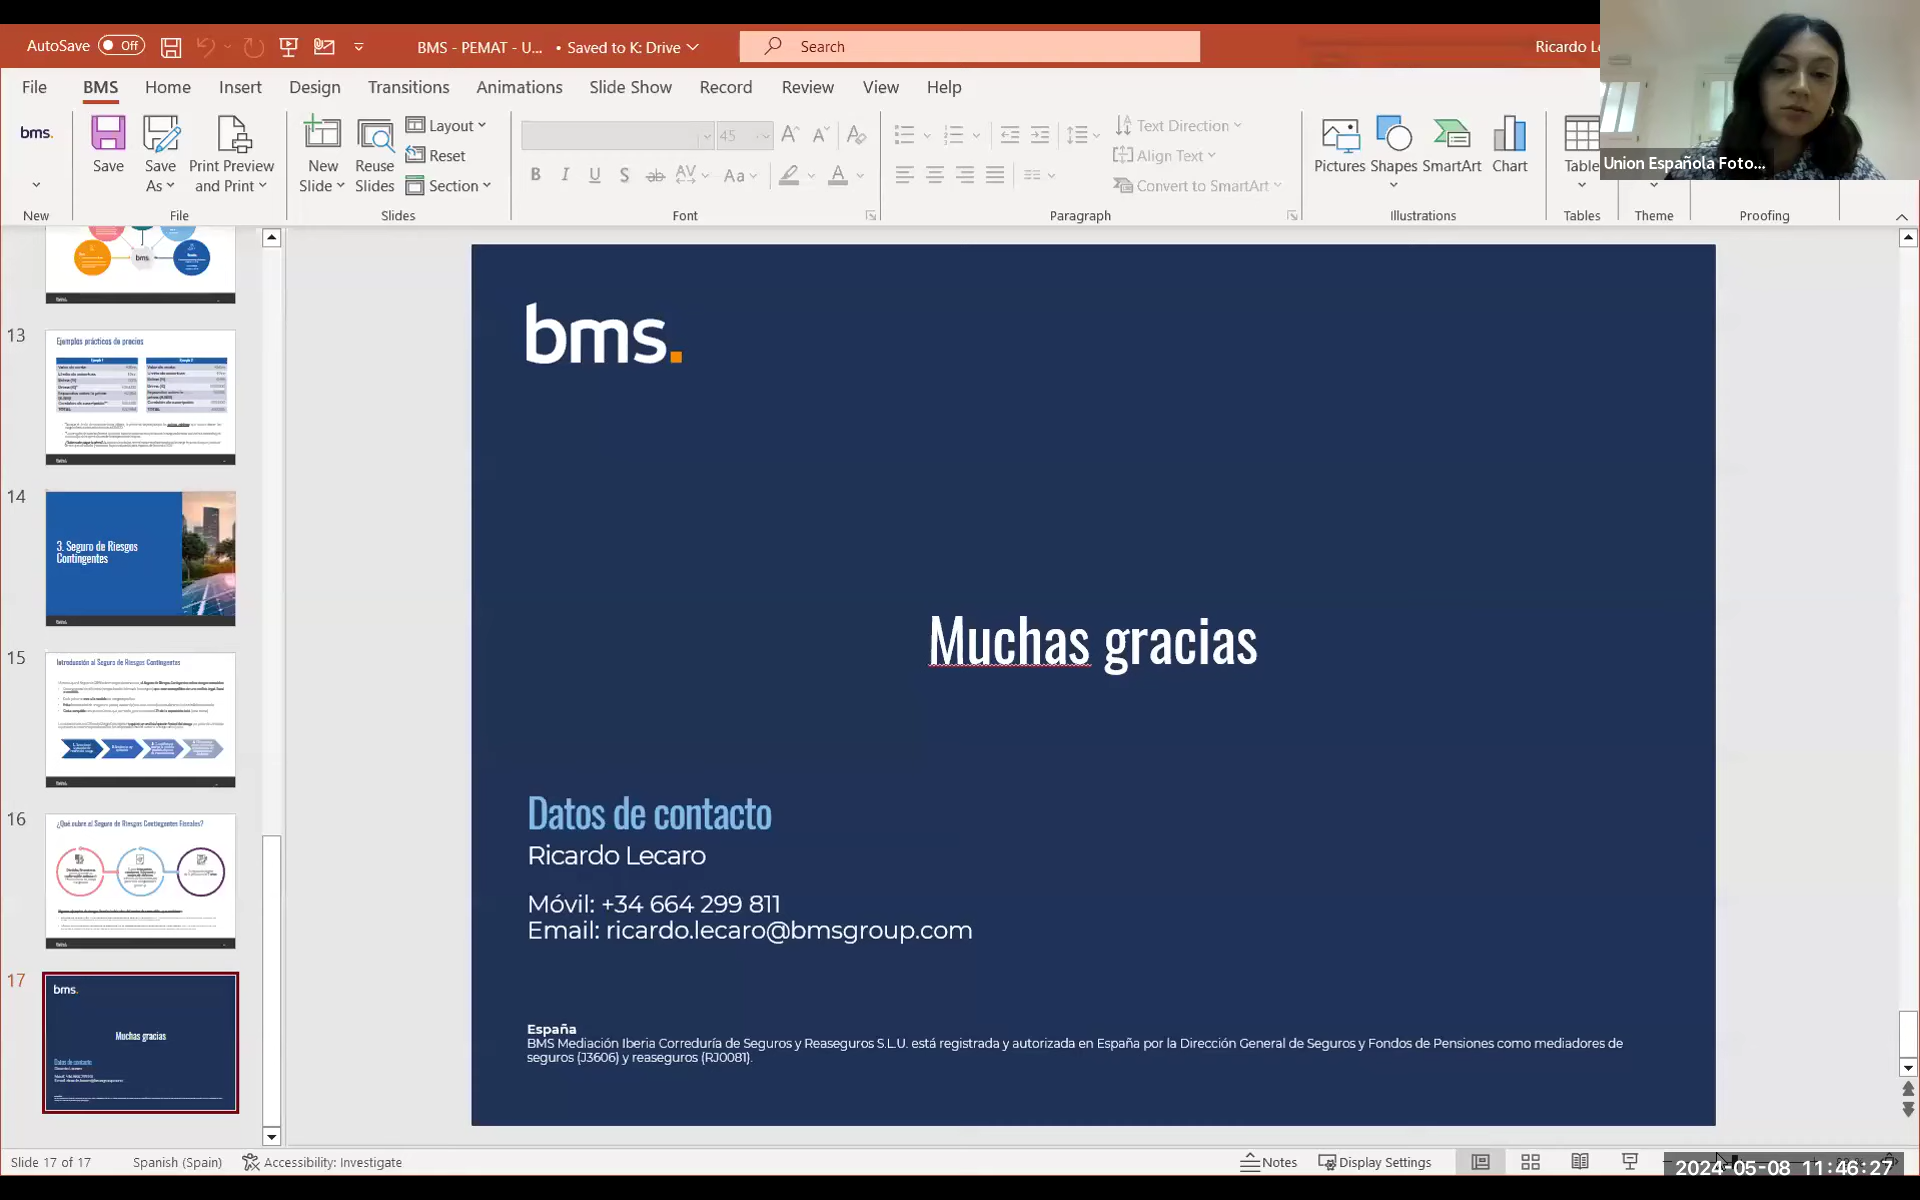 AutoSave Off
BMS - PEMAT - U... • Saved to K: Drive
Search
Ricardo Le
File BMS Home Insert Design Transitions Animations Slide Show Record Review View Help
bms.
Save
Save As
Print Preview and Print
New Slide
Reuse Slides
Layout
Reset
Section
45
Text Direction
Align Text
Convert to SmartArt
Pictures Shapes SmartArt Chart
Table
New File Slides Font Paragraph Illustrations Tables Theme Proofing
Union Española Foto...
bms.
13
Ejemplos prácticos de precios
14
3. Seguro de Riesgos
Contingentes
15
Introducción al Seguro de Riesgos Contingentes
16
¿Qué cubre el Seguro de Riesgos Contingentes Fiscales?
17
bms.
Muchas gracias
Datos de contacto
bms.
Muchas gracias
Datos de contacto
Ricardo Lecaro
Móvil: +34 664 299 811
Email: ricardo.lecaro@bmsgroup.com
España
BMS Mediación Iberia Correduría de Seguros y Reaseguros S.L.U. está registrada y autorizada en España por la Dirección General de Seguros y Fondos de Pensiones como mediadores de
seguros (J3606) y reaseguros (RJ0081).
Slide 17 of 17 Spanish (Spain) Accessibility: Investigate
Notes Display Settings
2024-05-08 11:46:27